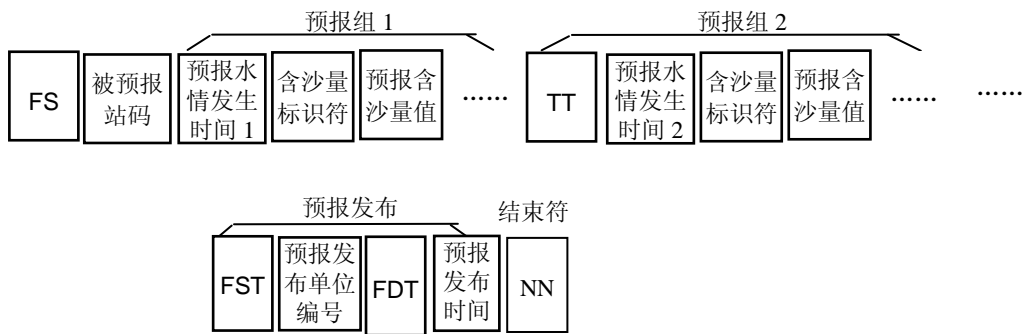 预报组 1
预报组 2
FS
被预报
站码
预报水
情发生
时间 1
含沙量
标识符
预报含
沙量值
……
TT
预报水
情发生
时间 2
含沙量
标识符
预报含
沙量值
……
……
预报发布
结束符
FST
预报发
布单位
编号
FDT
预报
发布
时间
NN